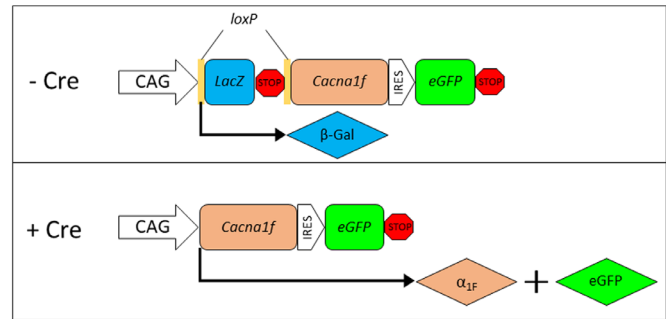 loxP
- Cre
CAG
LacZ
STOP
Cacna1f
IRES
eGFP
STOP
β-Gal
+ Cre
CAG
Cacna1f
IRES
eGFP
STOP
α1F
+
eGFP